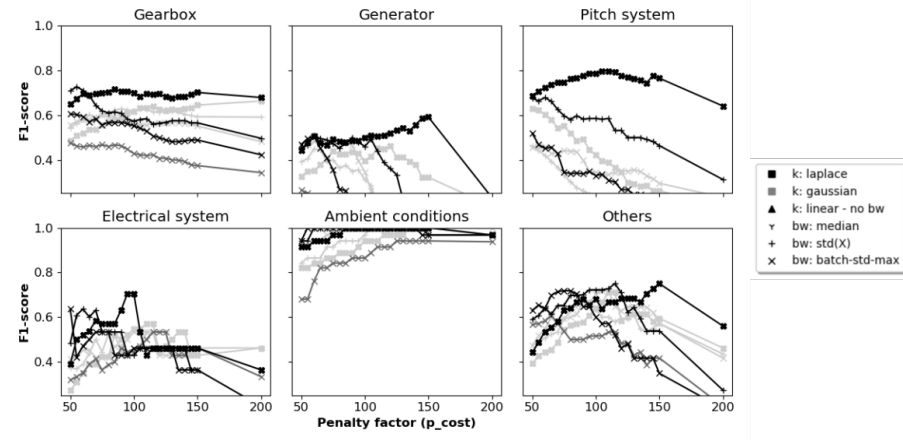 Gearbox
Generator
Pitch system
1.0
0.8
0.6
0.4
F1-score
Electrical system
Ambient conditions
Others
1.0
0.8
0.6
0.4
F1-score
50 100 150 200
50 100 150 200
50 100 150 200
Penalty factor (p_cost)
k: laplace
k: gaussian
k: linear - no bw
bw: median
bw: std(X)
bw: batch-std-max